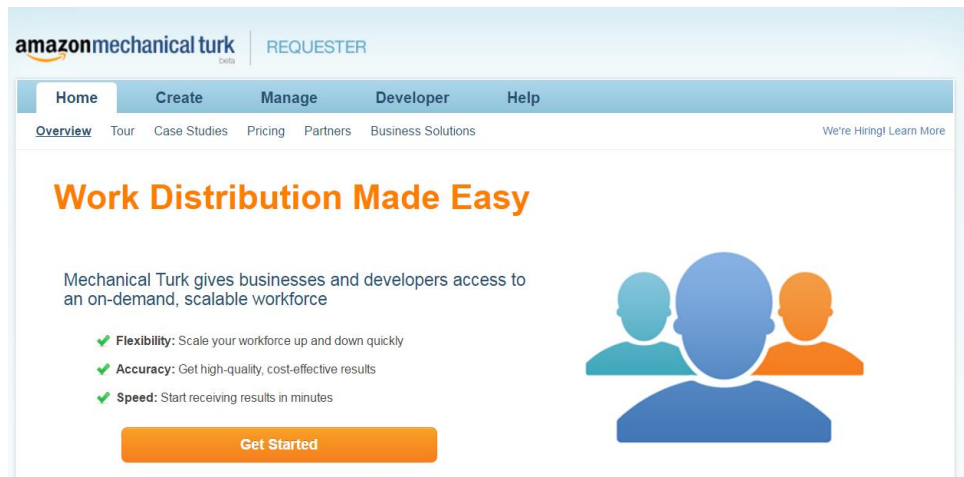 amazonmechanical turk
beta
REQUESTER
Home Create Manage Developer Help
Overview Tour Case Studies Pricing Partners Business Solutions We're Hiring! Learn More
Work Distribution Made Easy
Mechanical Turk gives businesses and developers access to
an on-demand, scalable workforce
Flexibility: Scale your workforce up and down quickly
Accuracy: Get high-quality, cost-effective results
Speed: Start receiving results in minutes
Get Started